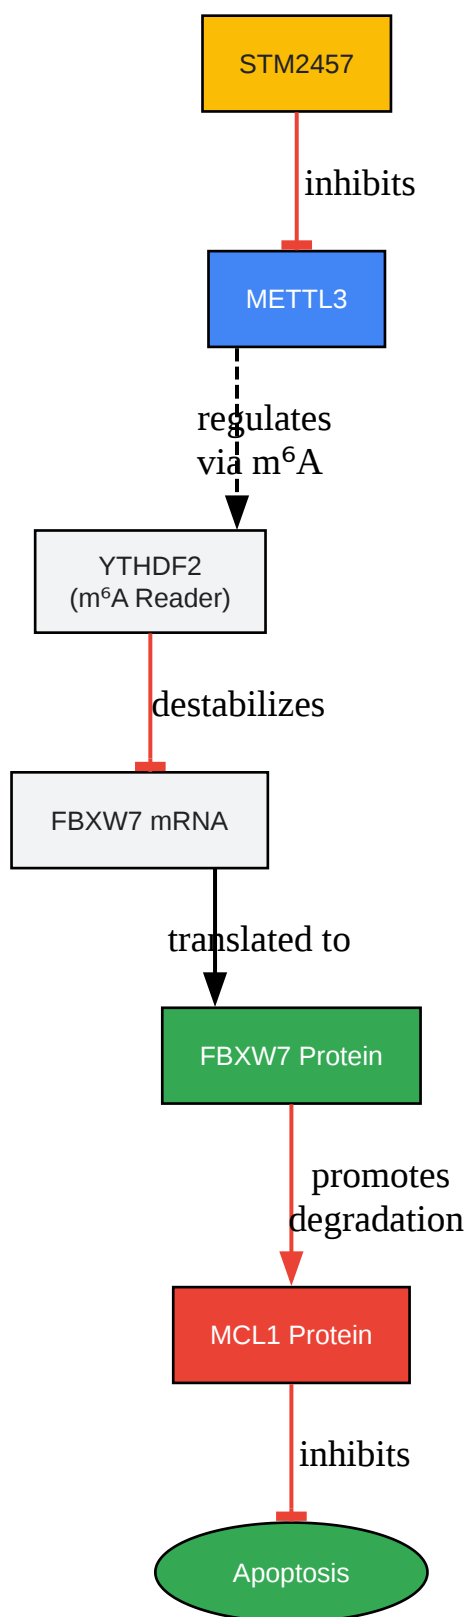 STM2457
inhibits
METTL3
regulates
via m⁶A
YTHDF2
(m⁶A Reader)
destabilizes
FBXW7 mRNA
translated to
FBXW7 Protein
promotes
degradation
MCL1 Protein
inhibits
Apoptosis